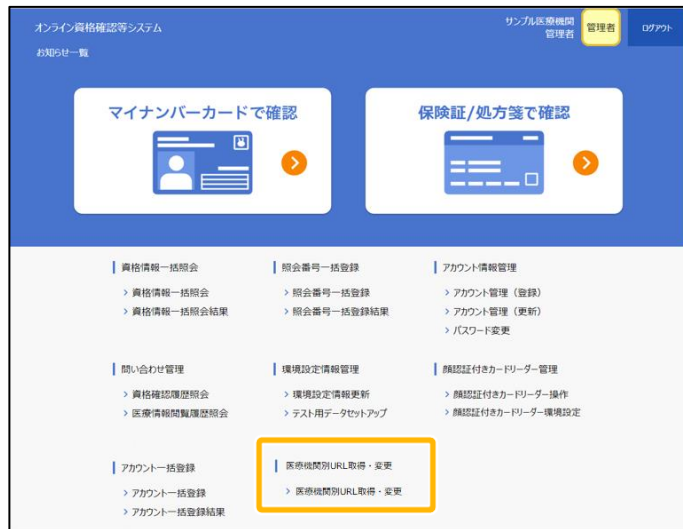 オンライン資格確認等システム
サンプル医療機関
管理者
管理者
ログアウト
お知らせ一覧
マイナンバーカードで確認
保険証/処方箋で確認
資格情報一括照会
> 資格情報一括照会
> 資格情報一括照会結果
照会番号一括登録
> 照会番号一括登録
> 照会番号一括登録結果
アカウント情報管理
> アカウント管理（登録）
> アカウント管理（更新）
> パスワード変更
問い合わせ管理
> 資格確認履歴照会
> 医療情報閲覧履歴照会
環境設定情報管理
> 環境設定情報更新
> テスト用データセットアップ
顔認証付きカードリーダー管理
> 顔認証付きカードリーダー操作
> 顔認証付きカードリーダー環境設定
アカウント一括登録
> アカウント一括登録
> アカウント一括登録結果
医療機関別URL取得・変更
> 医療機関別URL取得・変更